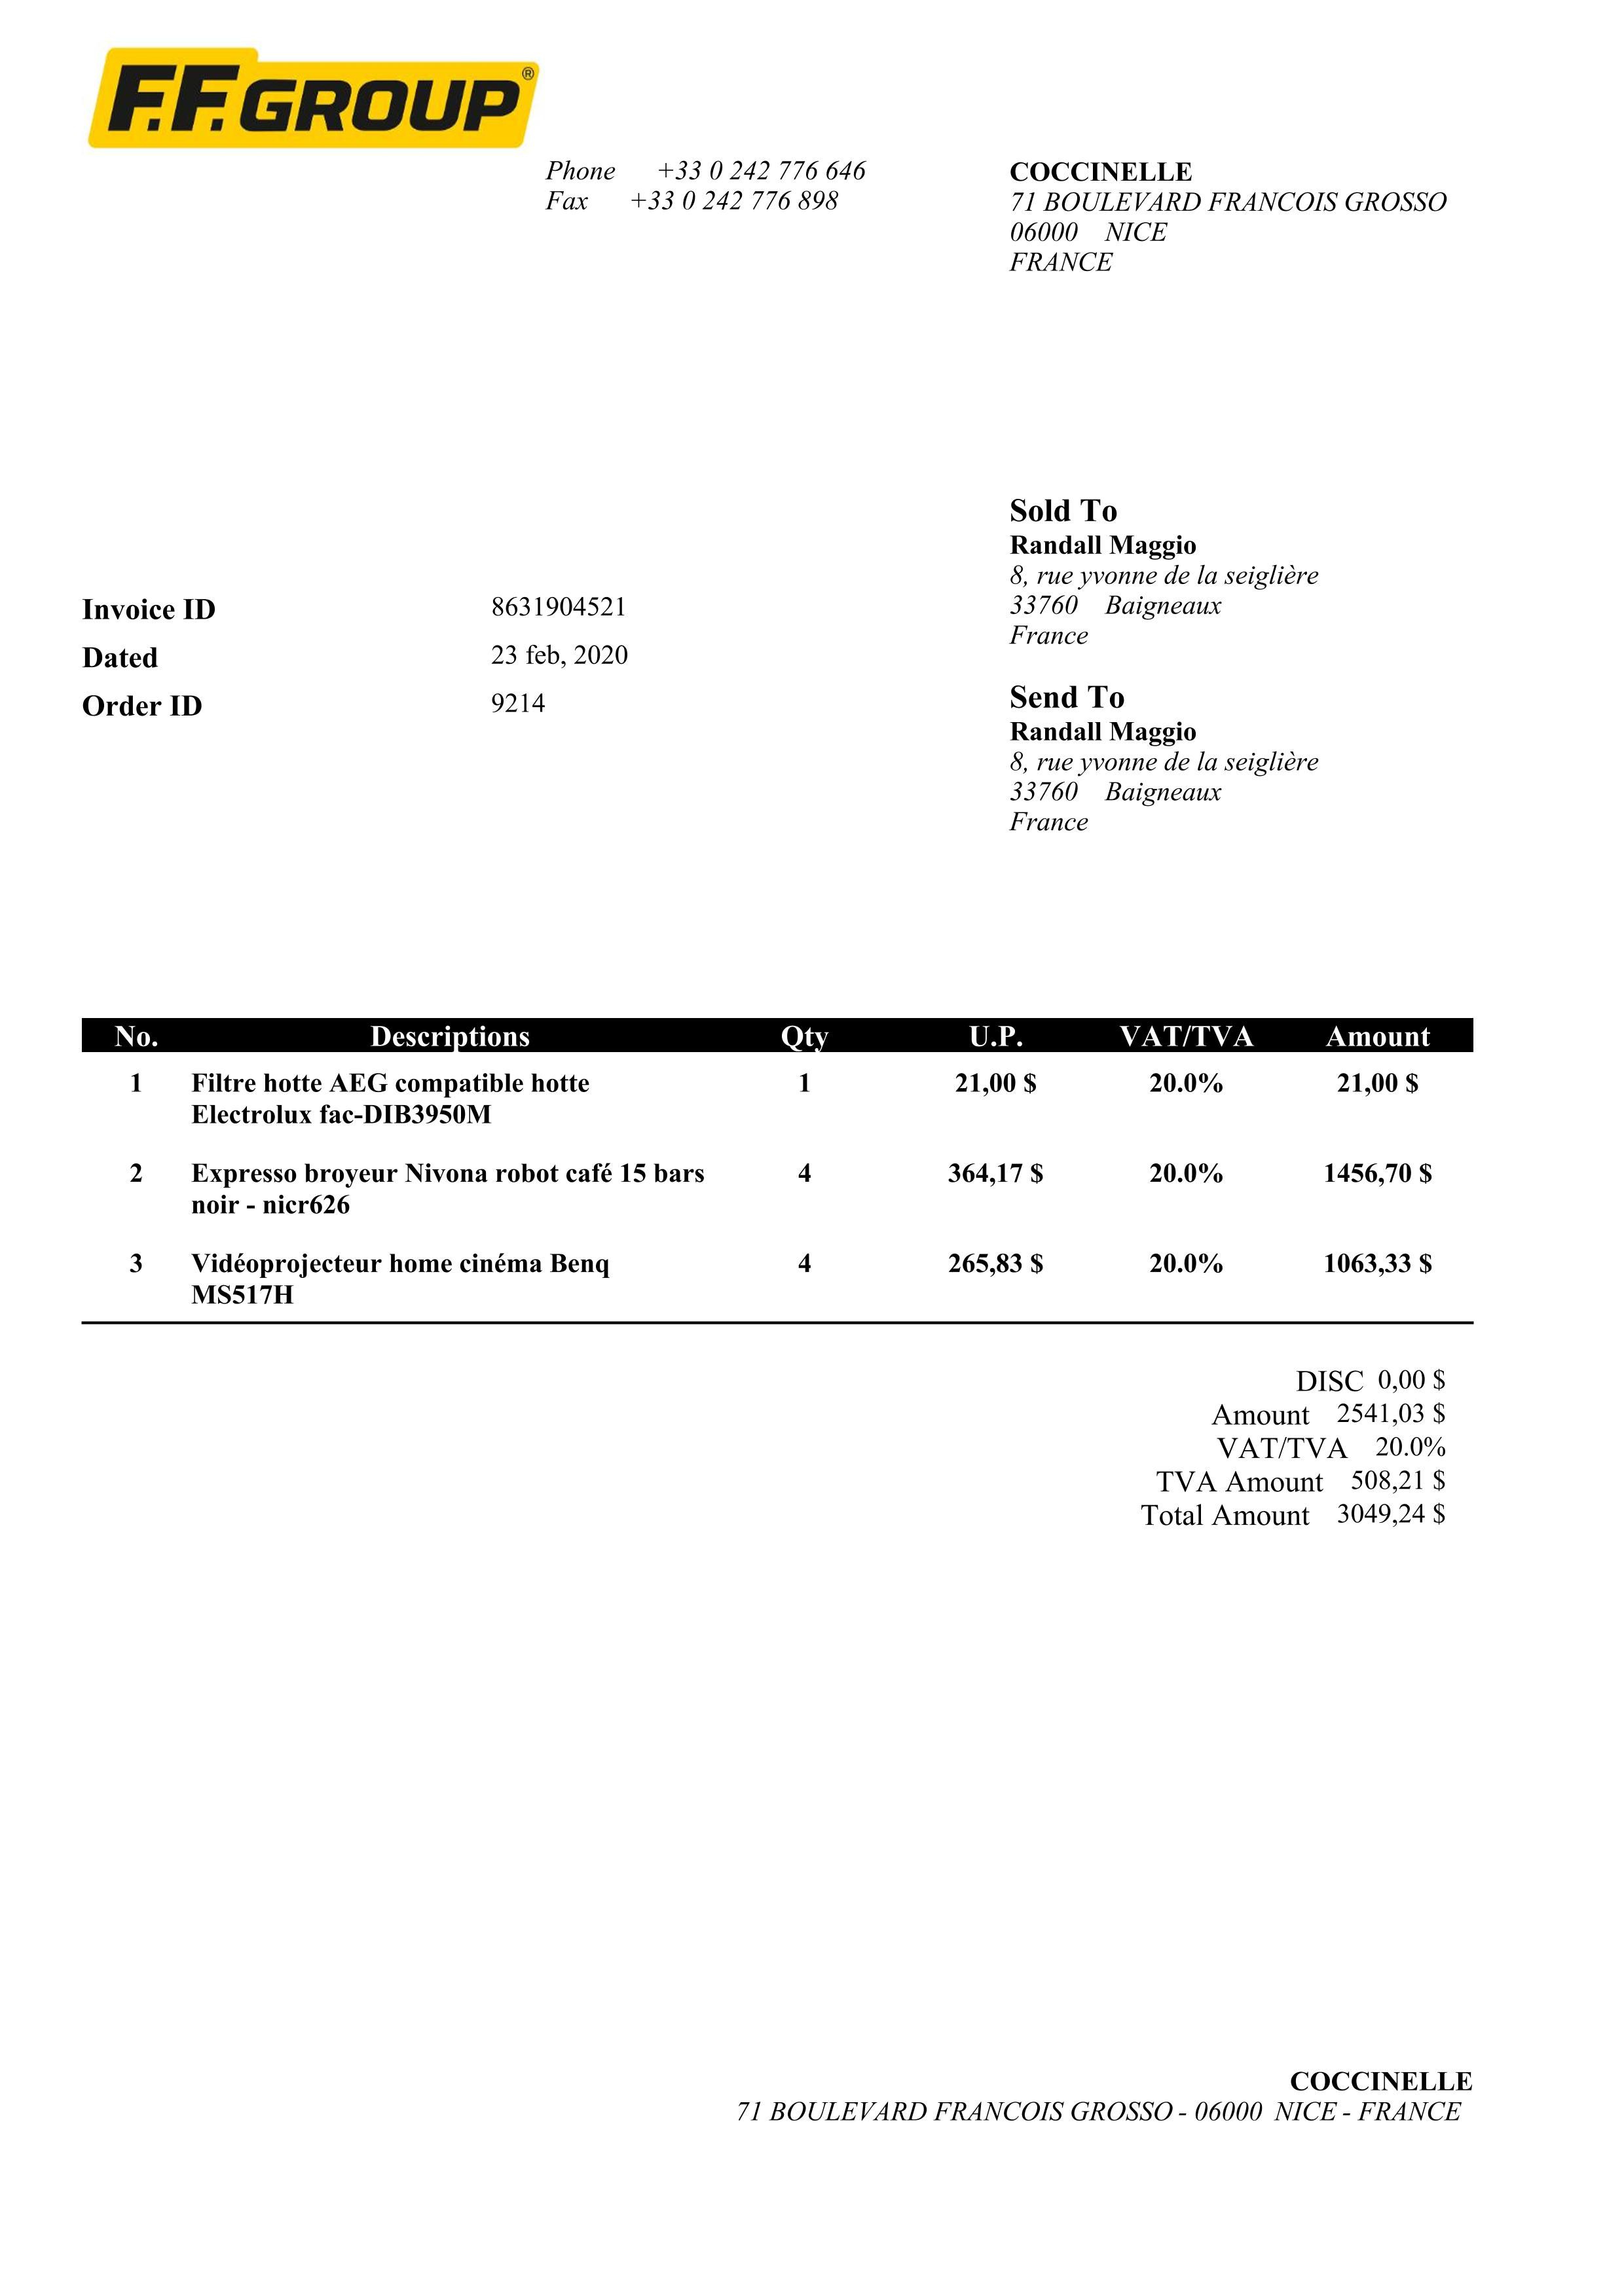 F.F. GROUP®
Phone +33 0 242 776 646
Fax +33 0 242 776 898
COCCINELLE
71 BOULEVARD FRANCOIS GROSSO
06000 NICE
FRANCE
Sold To
Randall Maggio
8, rue yvonne de la seiglière
33760 Baigneaux
France
Invoice ID 8631904521
Dated 23 feb, 2020
Order ID 9214
Send To
Randall Maggio
8, rue yvonne de la seiglière
33760 Baigneaux
France
No. Descriptions Qty U.P. VAT/TVA Amount
1 Filtre hotte AEG compatible hotte 1 21,00 $ 20.0% 21,00 $
Electrolux fac-DIB3950M
2 Expresso broyeur Nivona robot café 15 bars 4 364,17 $ 20.0% 1456,70 $
noir - nicr626
3 Vidéoprojecteur home cinéma Benq 4 265,83 $ 20.0% 1063,33 $
MS517H
DISC 0,00 $
Amount 2541,03 $
VAT/TVA 20.0%
TVA Amount 508,21 $
Total Amount 3049,24 $
COCCINELLE
71 BOULEVARD FRANCOIS GROSSO - 06000 NICE - FRANCE